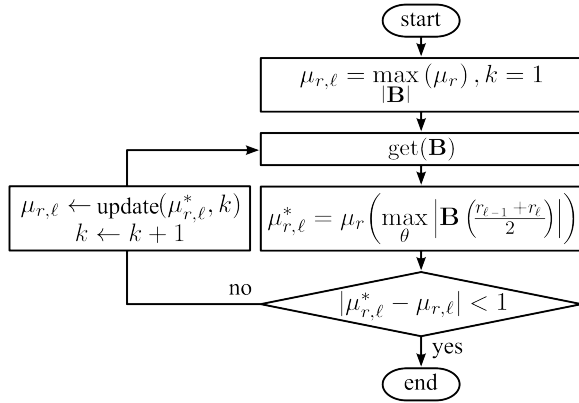 start
μ_{r,ℓ} = max_{|𝐁|} (μ_r) , k = 1
get(𝐁)
μ_{r,ℓ} ← update(μ^*_{r,ℓ}, k)
k ← k + 1
μ^*_{r,ℓ} = μ_r ( max_θ | 𝐁 ( \frac{r_{ℓ-1} + r_ℓ}{2} ) | )
no
|μ^*_{r,ℓ} − μ_{r,ℓ}| < 1
yes
end